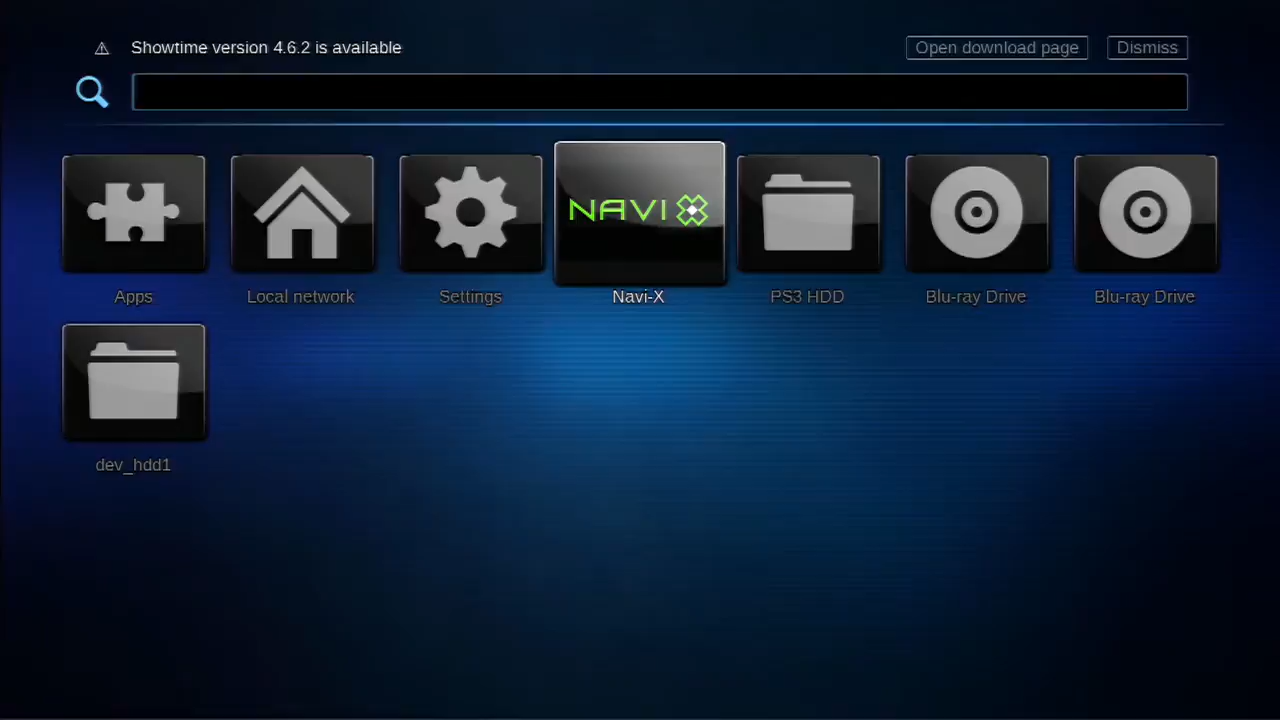 Showtime version 4.6.2 is available
Open download page
Dismiss
NAVI X
Apps
Local network
Settings
Navi-X
PS3 HDD
Blu-ray Drive
Blu-ray Drive
dev_hdd1